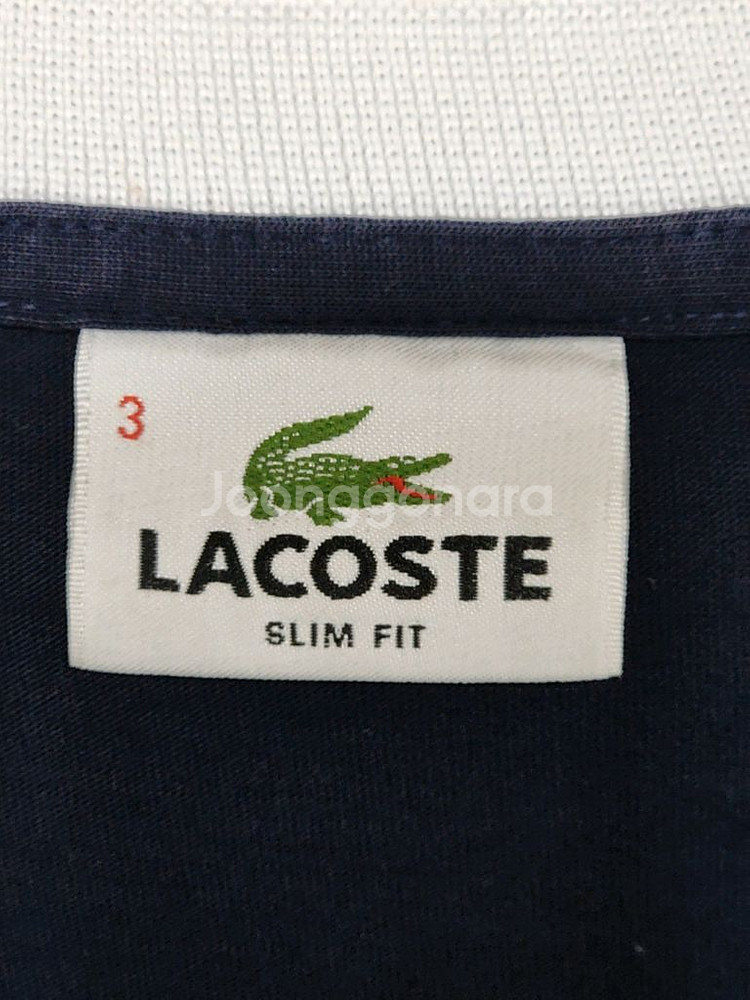 3
Joonggonara
LACOSTE
SLIM FIT